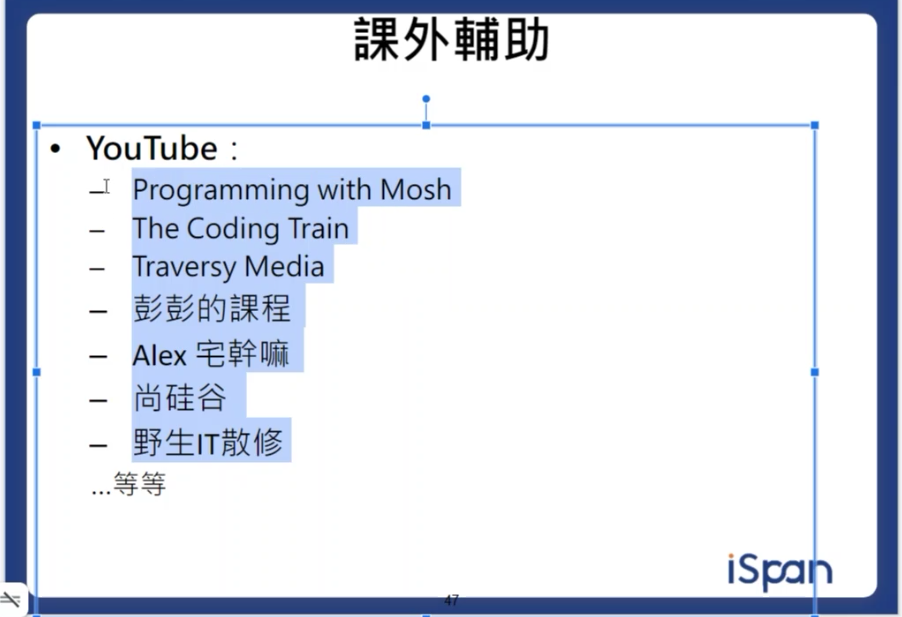 課外輔助
• YouTube：
– Programming with Mosh
– The Coding Train
– Traversy Media
– 彭彭的課程
– Alex 宅幹嘛
– 尚硅谷
– 野生IT散修
…等等
iSpan
47